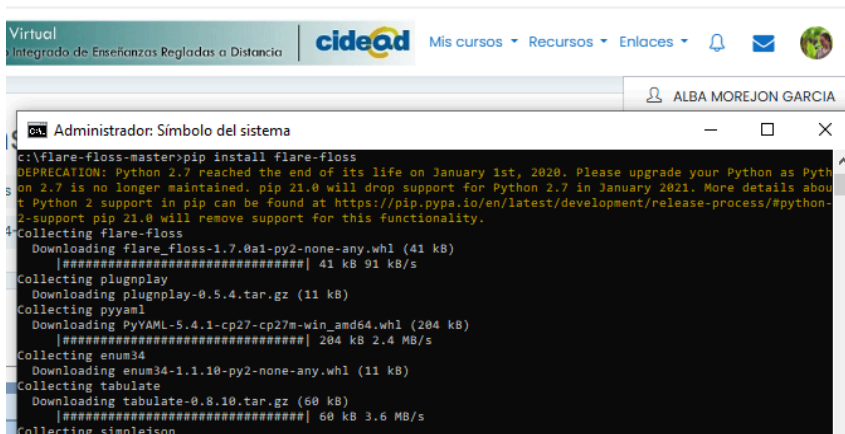 Virtual
Integrado de Enseñanzas Regladas a Distancia
cidead
Mis cursos
Recursos
Enlaces
ALBA MOREJON GARCIA
Administrador: Símbolo del sistema
c:\flare-floss-master>pip install flare-floss
DEPRECATION: Python 2.7 reached the end of its life on January 1st, 2020. Please upgrade your Python as Pyth
on 2.7 is no longer maintained. pip 21.0 will drop support for Python 2.7 in January 2021. More details abou
t Python 2 support in pip can be found at https://pip.pypa.io/en/latest/development/release-process/#python-
2-support pip 21.0 will remove support for this functionality.
Collecting flare-floss
Downloading flare_floss-1.7.0a1-py2-none-any.whl (41 kB)
|################################| 41 kB 91 kB/s
Collecting plugnplay
Downloading plugnplay-0.5.4.tar.gz (11 kB)
Collecting pyyaml
Downloading PyYAML-5.4.1-cp27-cp27m-win_amd64.whl (204 kB)
|################################| 204 kB 2.4 MB/s
Collecting enum34
Downloading enum34-1.1.10-py2-none-any.whl (11 kB)
Collecting tabulate
Downloading tabulate-0.8.10.tar.gz (60 kB)
|################################| 60 kB 3.6 MB/s
Collecting simplejson